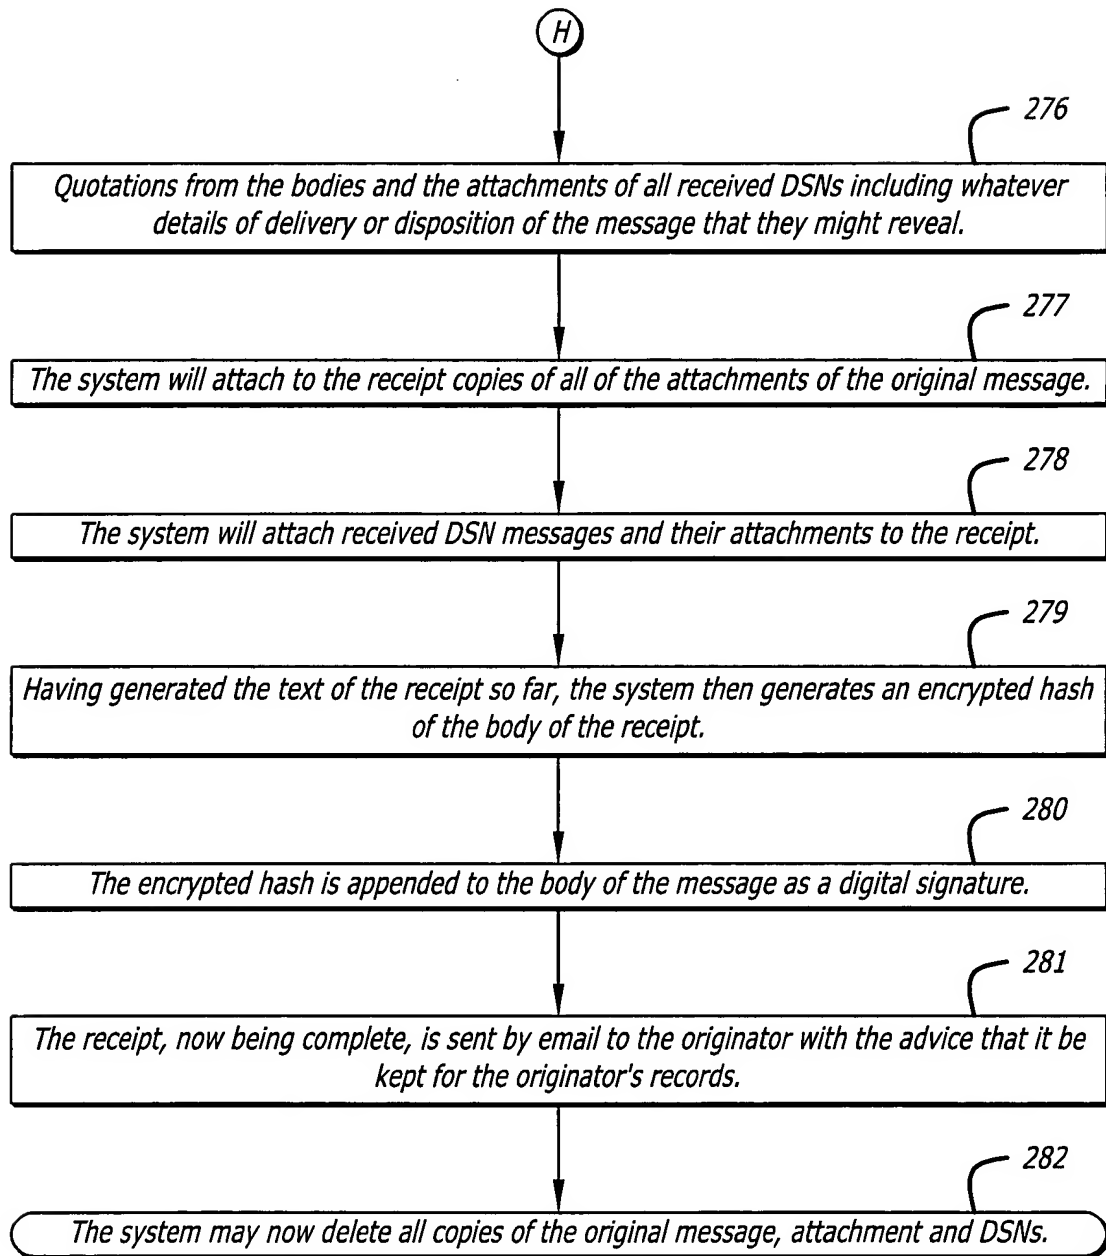 H
276
Quotations from the bodies and the attachments of all received DSNs including whatever
details of delivery or disposition of the message that they might reveal.
277
The system will attach to the receipt copies of all of the attachments of the original message.
278
The system will attach received DSN messages and their attachments to the receipt.
279
Having generated the text of the receipt so far, the system then generates an encrypted hash
of the body of the receipt.
280
The encrypted hash is appended to the body of the message as a digital signature.
281
The receipt, now being complete, is sent by email to the originator with the advice that it be
kept for the originator's records.
282
The system may now delete all copies of the original message, attachment and DSNs.